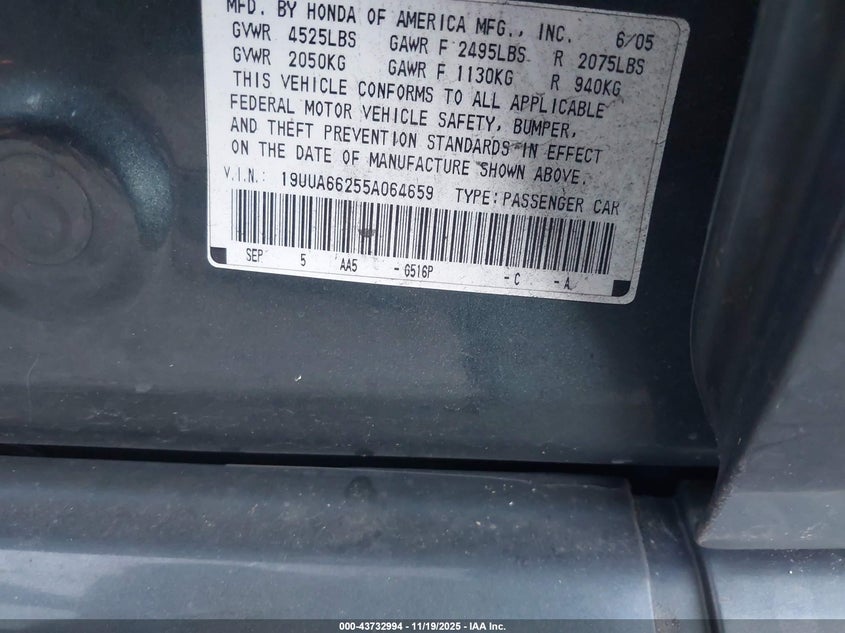 MFD. BY HONDA OF AMERICA MFG., INC. 6/05
GVWR 4525LBS GAWR F 2495LBS R 2075LBS
GVWR 2050KG GAWR F 1130KG R 940KG
THIS VEHICLE CONFORMS TO ALL APPLICABLE
FEDERAL MOTOR VEHICLE SAFETY, BUMPER,
AND THEFT PREVENTION STANDARDS IN EFFECT
ON THE DATE OF MANUFACTURE SHOWN ABOVE.
V.I.N.: 19UUA66255A064659 TYPE:PASSENGER CAR
SEP 5 AA5 -G516P -C -A
000-43732994 - 11/19/2025 - IAA Inc.